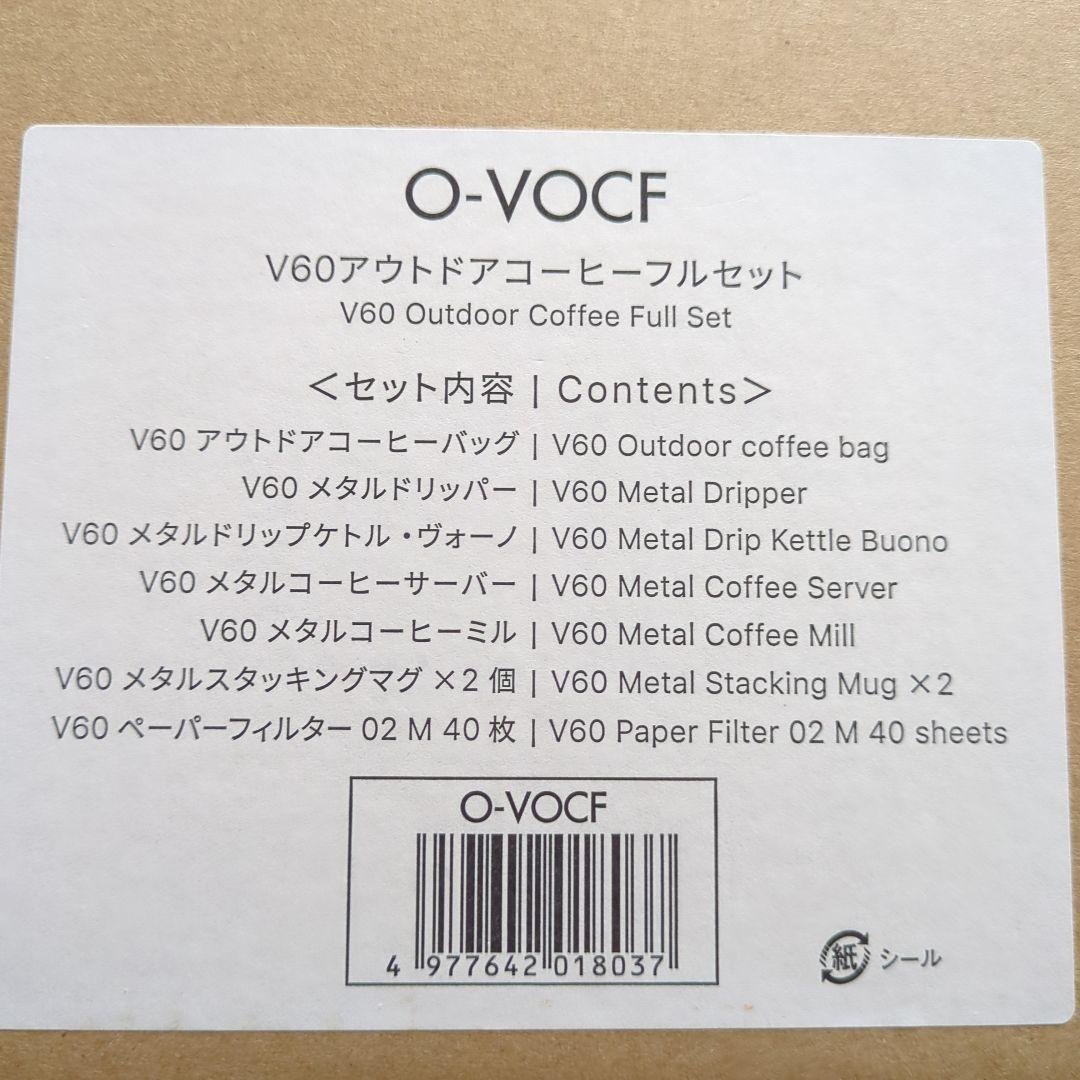 O-VOCF
V60アウトドアコーヒーフルセット
V60 Outdoor Coffee Full Set
＜セット内容 | Contents＞
V60 アウトドアコーヒーバッグ | V60 Outdoor coffee bag
V60 メタルドリッパー | V60 Metal Dripper
V60 メタルドリップケトル・ヴォーノ | V60 Metal Drip Kettle Buono
V60 メタルコーヒーサーバー | V60 Metal Coffee Server
V60 メタルコーヒーミル | V60 Metal Coffee Mill
V60 メタルスタッキングマグ ×2 個 | V60 Metal Stacking Mug ×2
V60 ペーパーフィルター 02 M 40 枚 | V60 Paper Filter 02 M 40 sheets
O-VOCF
4 977642 018037
紙 シール